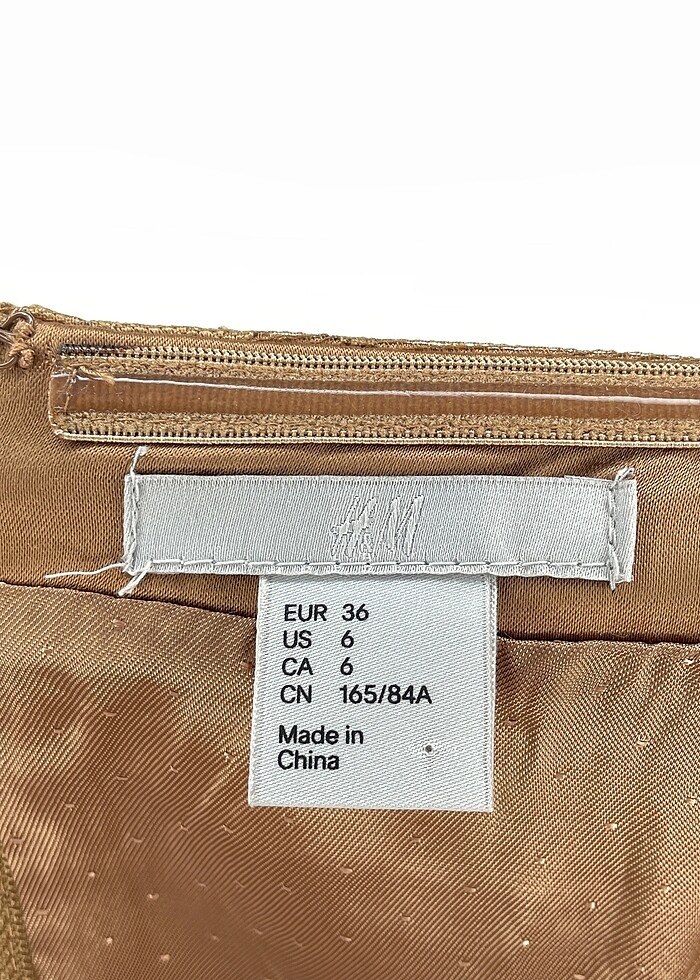 H&M
EUR 36
US 6
CA 6
CN 165/84A
Made in
China